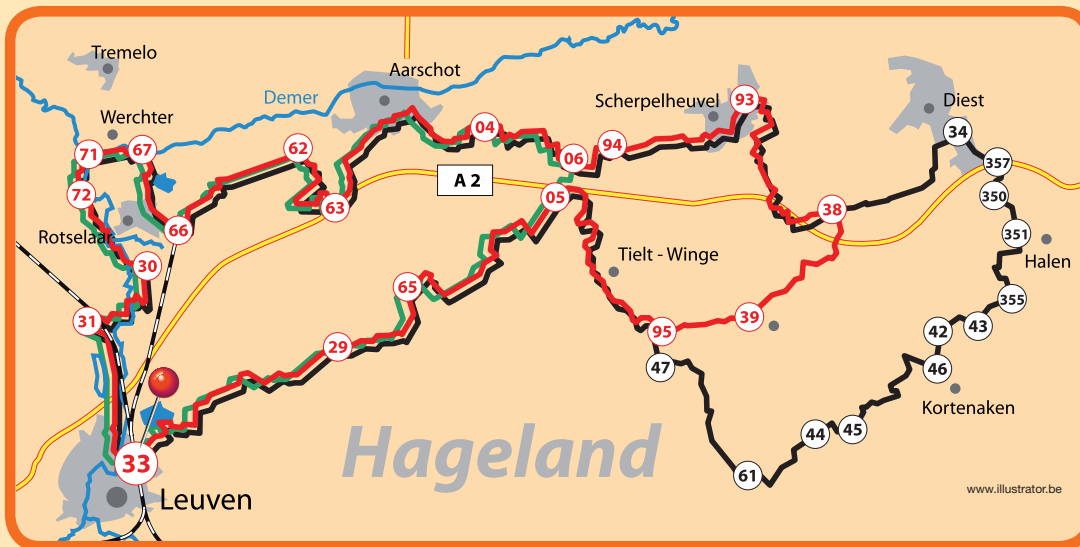 Tremelo
Aarschot
Demer
Werchter
Scherpelheuvel
93
Diest
04
34
71
67
62
06
94
357
72
A 2
05
350
63
38
66
351
Rotselaar
Tielt - Winge
Halen
30
65
355
31
39
95
42
43
29
47
46
Kortenaken
44
45
Hageland
33
61
Leuven
www.illustrator.be